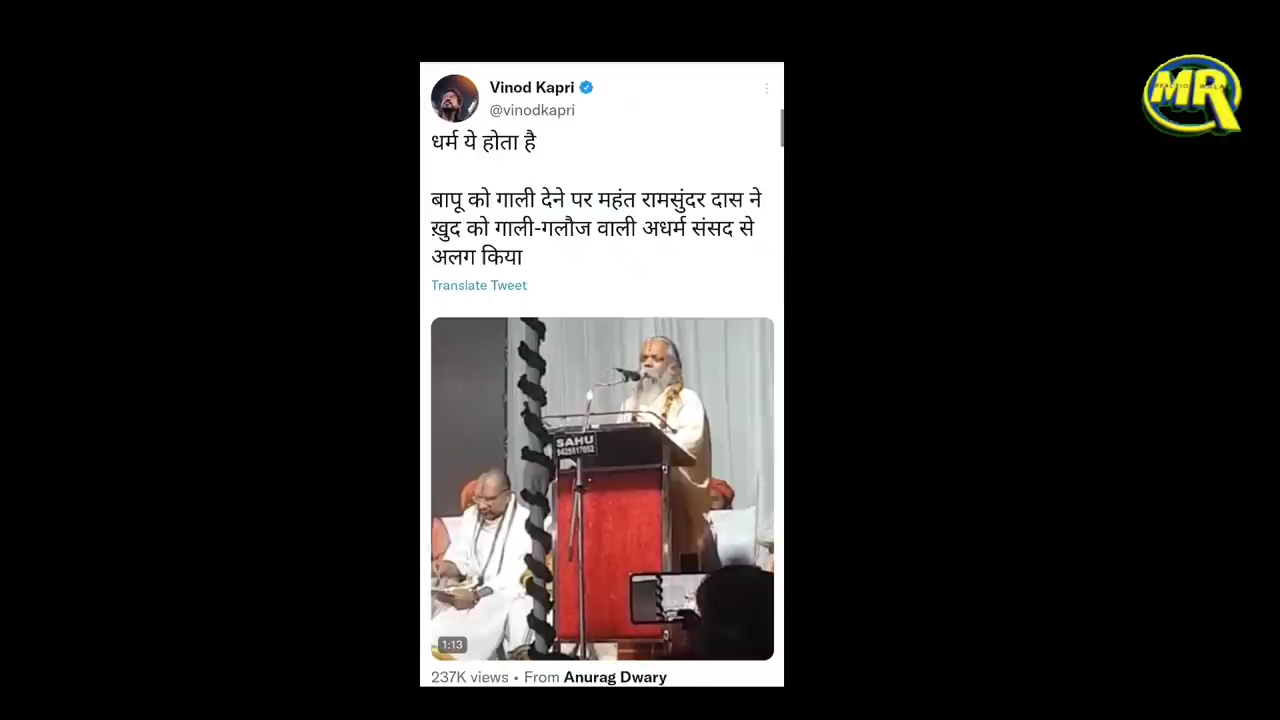 Vinod Kapri
@vinodkapri
धर्म ये होता है
बापू को गाली देने पर महंत रामसुंदर दास ने
ख़ुद को गाली-गलौज वाली अधर्म संसद से
अलग किया
Translate Tweet
SAHU
1:13
237K views • From Anurag Dwary
MR